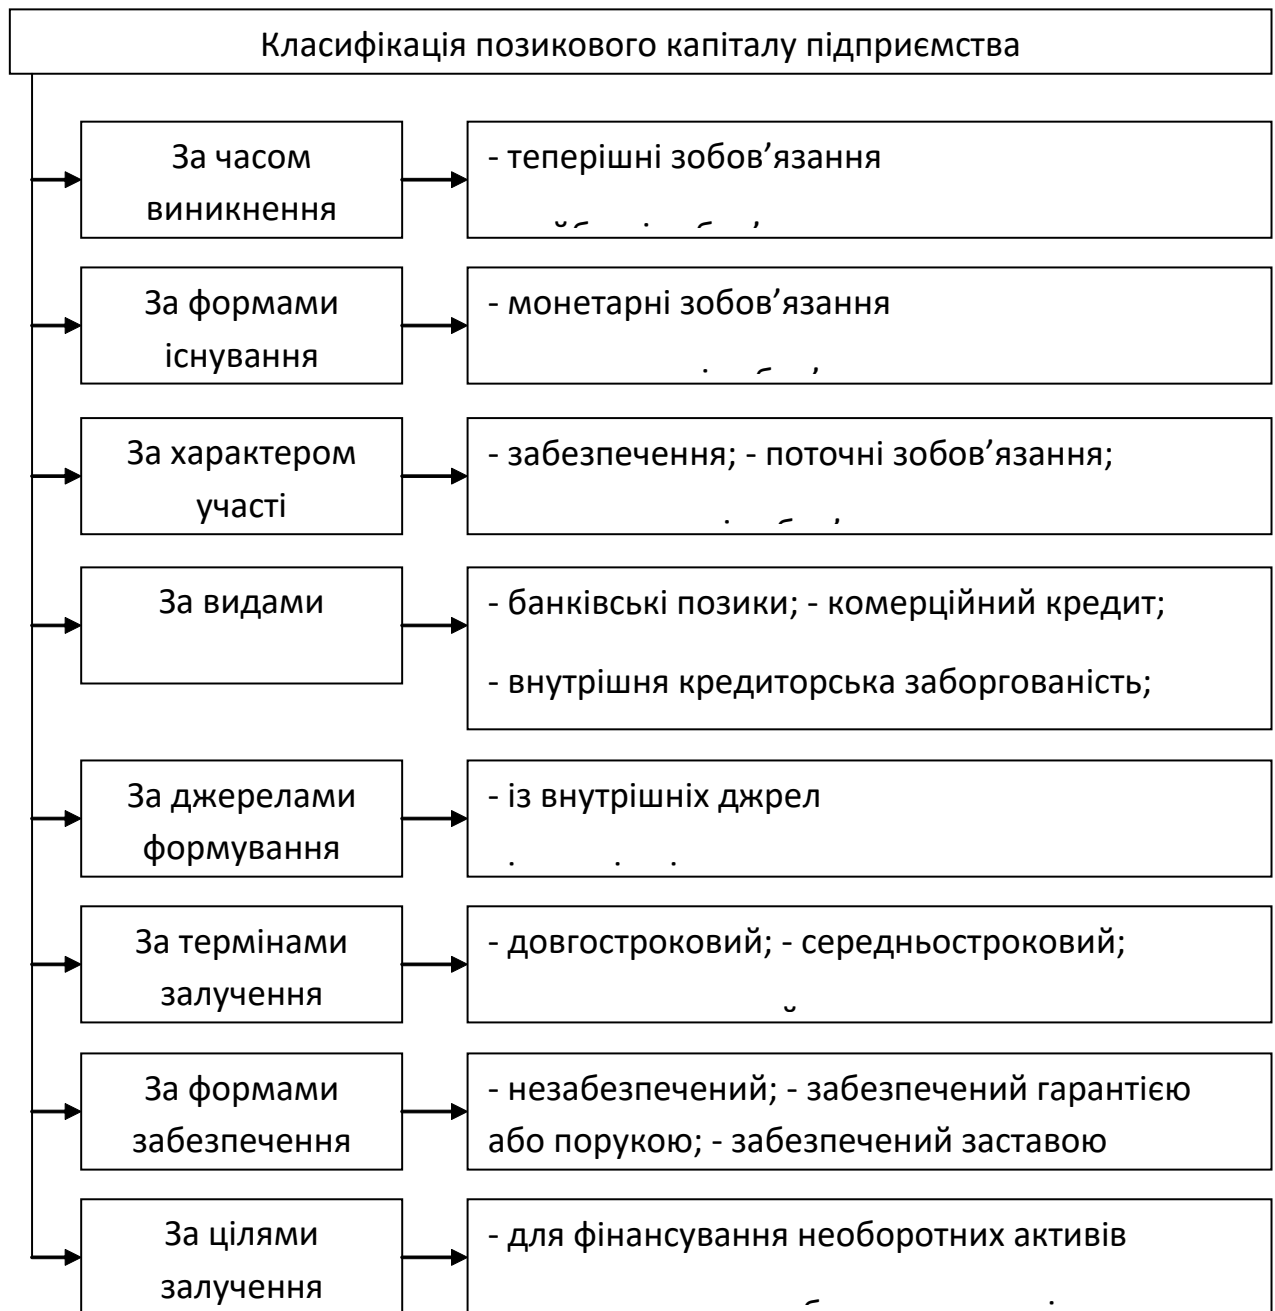 Класифікація позикового капіталу підприємства
За часом
виникнення
- теперішні зобов’язання
За формами
існування
- монетарні зобов’язання
За характером
участі
- забезпечення; - поточні зобов’язання;
За видами
- банківські позики; - комерційний кредит;
- внутрішня кредиторська заборгованість;
За джерелами
формування
- із внутрішніх джрел
За термінами
залучення
- довгостроковий; - середньостроковий;
За формами
забезпечення
- незабезпечений; - забезпечений гарантією
або порукою; - забезпечений заставою
За цілями
залучення
- для фінансування необоротних активів